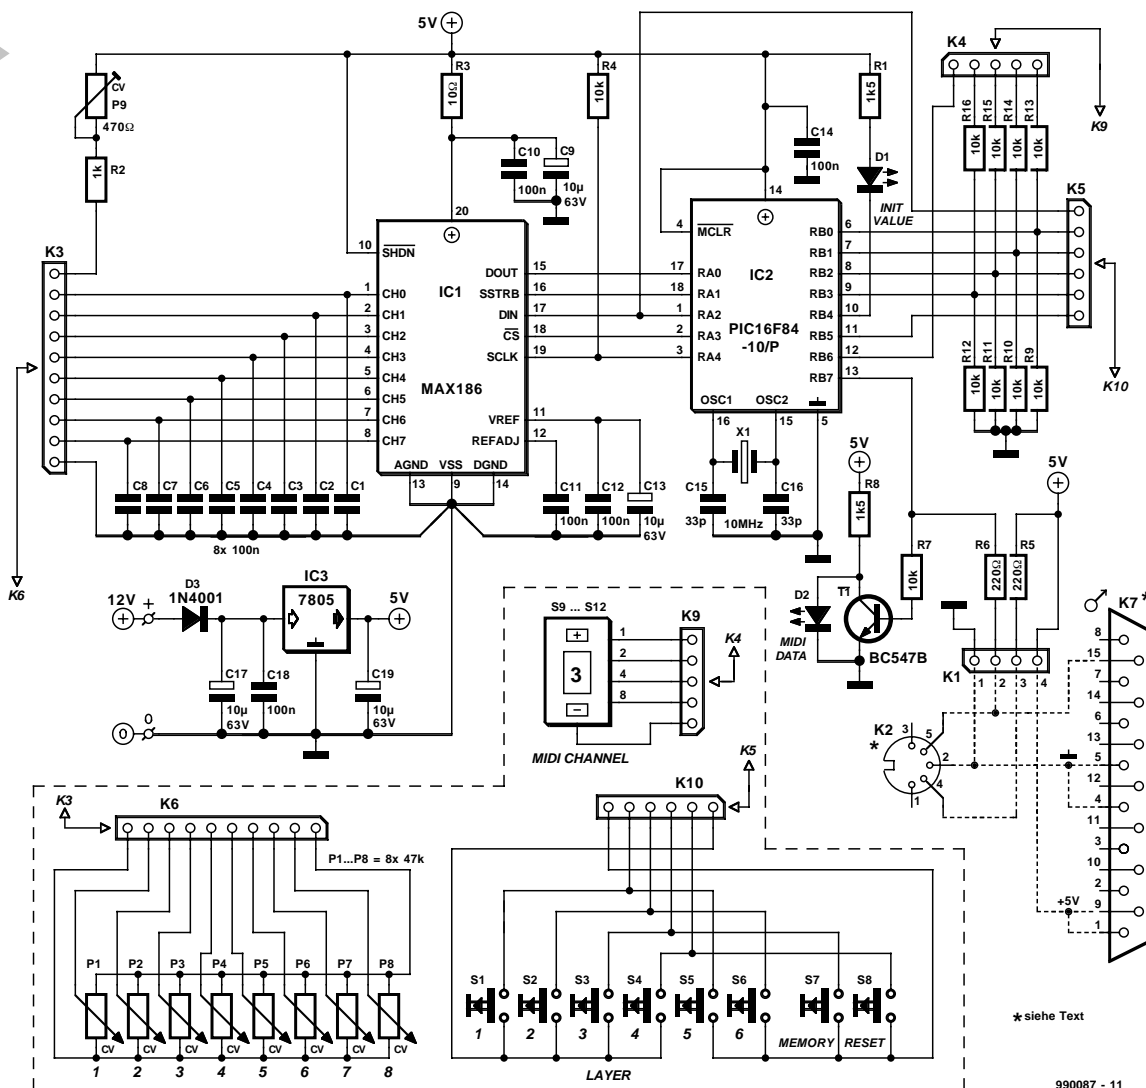 5V
K4
K9
CV
P9
470Ω
R2
1k
R3
10Ω
R4
10k
R1
1k5
R16
R15
R14
R13
10k
10k
10k
10k
C10
100n
C9
10µ
63V
C14
100n
D1
INIT
VALUE
K5
K10
K3
K6
20
10
SHDN
IC1
MAX186
1
CH0
2
CH1
3
CH2
4
CH3
5
CH4
6
CH5
7
CH6
8
CH7
DOUT
15
SSTRB
16
DIN
17
CS
18
SCLK
19
VREF
11
REFADJ
12
AGND
VSS
DGND
13
9
14
14
4
MCLR
IC2
PIC16F84
-10/P
17
RA0
18
RA1
1
RA2
2
RA3
3
RA4
RB0
6
RB1
7
RB2
8
RB3
9
RB4
10
RB5
11
RB6
12
RB7
13
OSC1
OSC2
16
15
5
X1
10MHz
C15
33p
C16
33p
R12
R11
R10
R9
10k
10k
10k
10k
C8
C7
C6
C5
C4
C3
C2
C1
8x 100n
C11
100n
C12
100n
C13
10µ
63V
5V
R8
1k5
R7
10k
R6
220Ω
R5
220Ω
5V
D2
MIDI
DATA
T1
BC547B
D3
1N4001
12V
+
IC3
7805
5V
0
0
C17
10µ
63V
C18
100n
C19
10µ
63V
S9 ... S12
+
3
−
1
2
4
8
K9
K4
MIDI CHANNEL
K1
1
2
3
4
K2
*
3
5
2
4
1
K7
*
8
15
7
14
6
13
5
12
4
11
3
10
2
9
1
+5V
K3
K6
P1...P8 = 8x 47k
P1
P2
P3
P4
P5
P6
P7
P8
CV
CV
CV
CV
CV
CV
CV
CV
1
2
3
4
5
6
7
8
K10
K5
S1
S2
S3
S4
S5
S6
S7
S8
1
2
3
4
5
6
MEMORY
RESET
LAYER
* siehe Text
990087 - 11